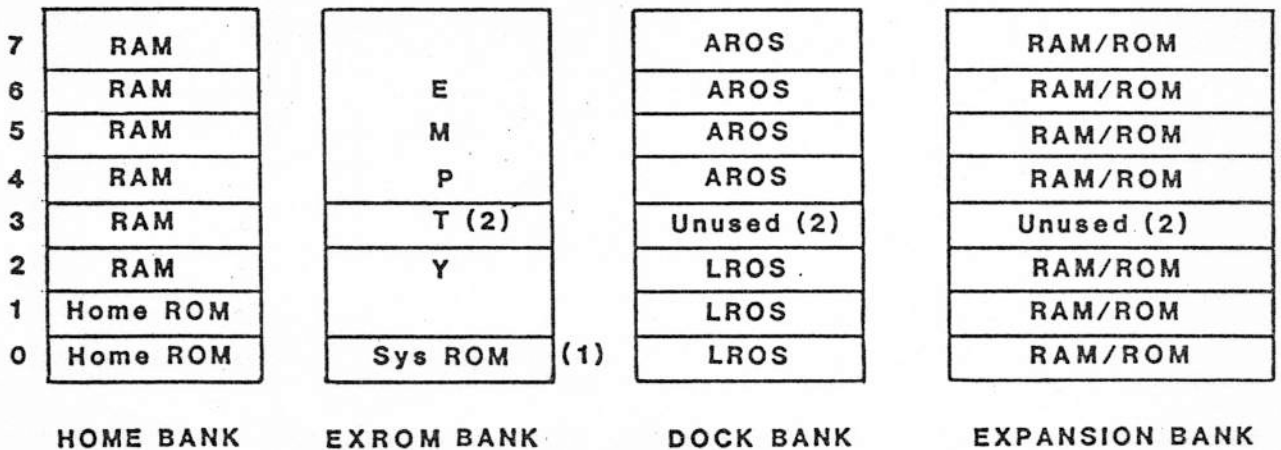 7 RAM AROS RAM/ROM
6 RAM E AROS RAM/ROM
5 RAM M AROS RAM/ROM
4 RAM P AROS RAM/ROM
3 RAM T (2) Unused (2) Unused (2)
2 RAM Y LROS RAM/ROM
1 Home ROM LROS RAM/ROM
0 Home ROM Sys ROM (1) LROS RAM/ROM
HOME BANK EXROM BANK DOCK BANK EXPANSION BANK